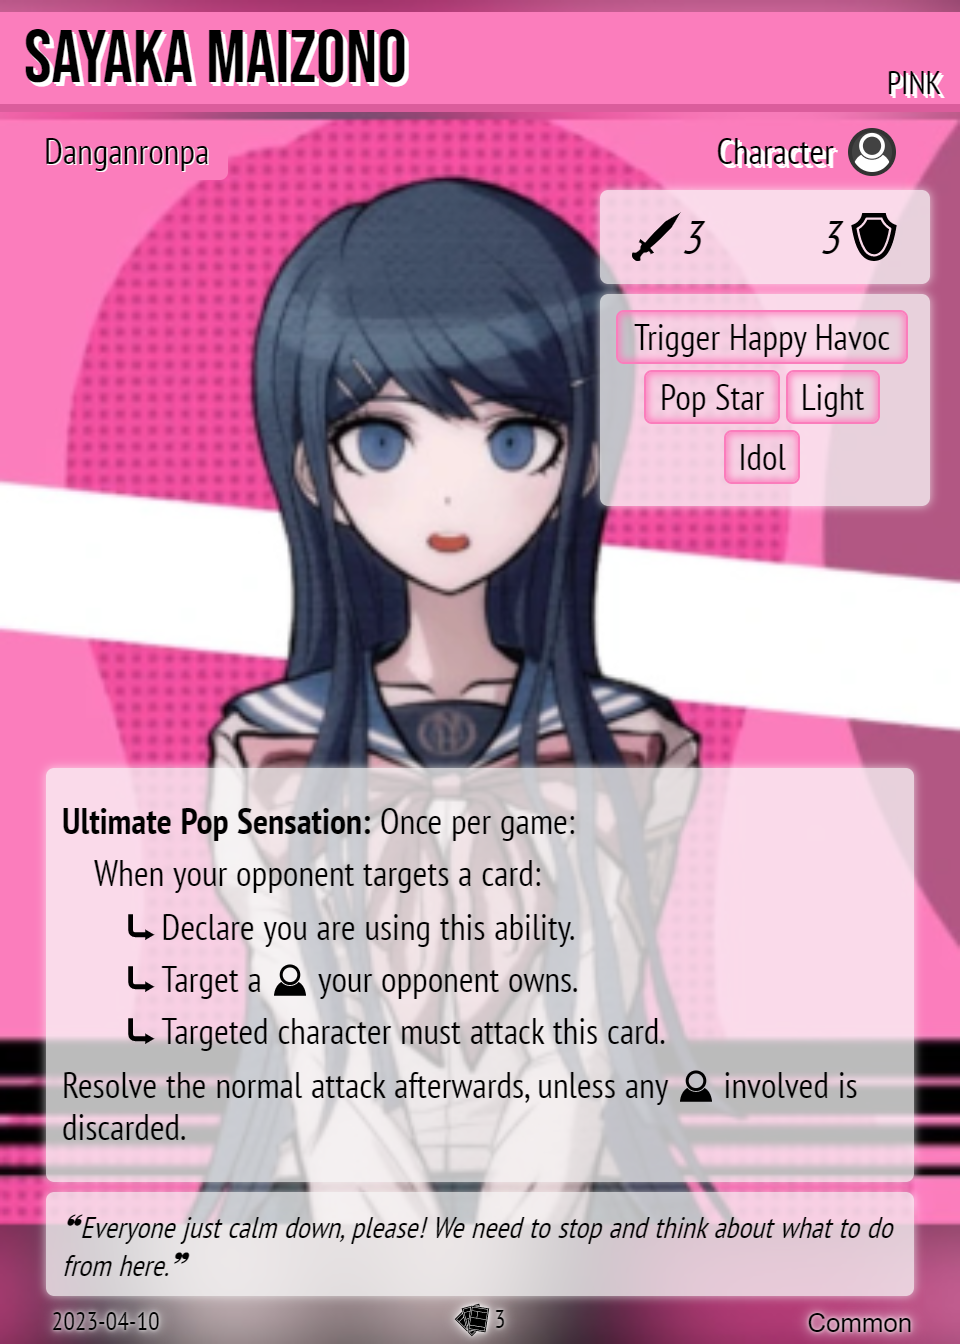 SAYAKA MAIZONO
PINK
Danganronpa
Character
3
3
Trigger Happy Havoc
Pop Star
Light
Idol
Ultimate Pop Sensation: Once per game:
When your opponent targets a card:
Declare you are using this ability.
Target a your opponent owns.
Targeted character must attack this card.
Resolve the normal attack afterwards, unless any involved is
discarded.
❝Everyone just calm down, please! We need to stop and think about what to do
from here.❞
2023-04-10
3
Common